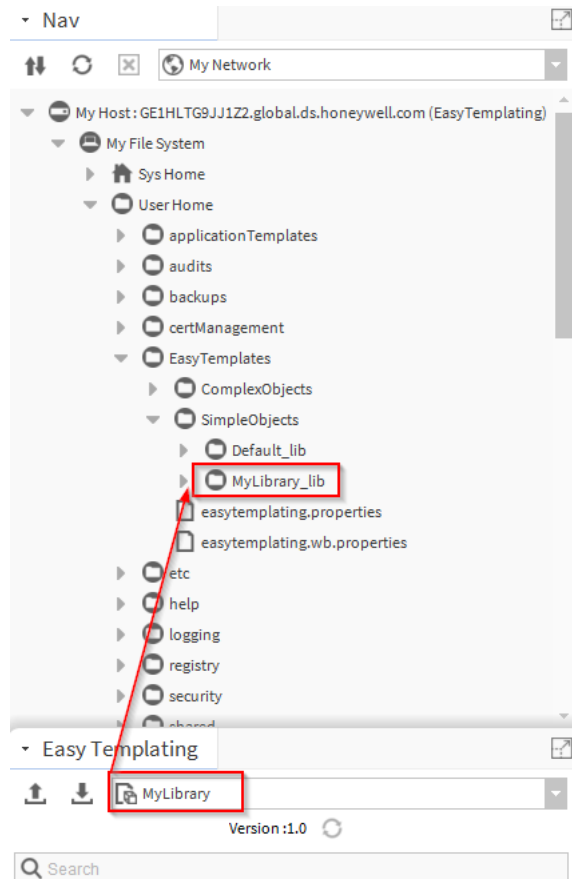 Nav
My Network
My Host : GE1HLTG9JJ1Z2.global.ds.honeywell.com (EasyTemplating)
My File System
Sys Home
User Home
applicationTemplates
audits
backups
certManagement
EasyTemplates
ComplexObjects
SimpleObjects
Default_lib
MyLibrary_lib
easytemplating.properties
easytemplating.wb.properties
etc
help
logging
registry
security
shared
Easy Templating
MyLibrary
Version :1.0
Search